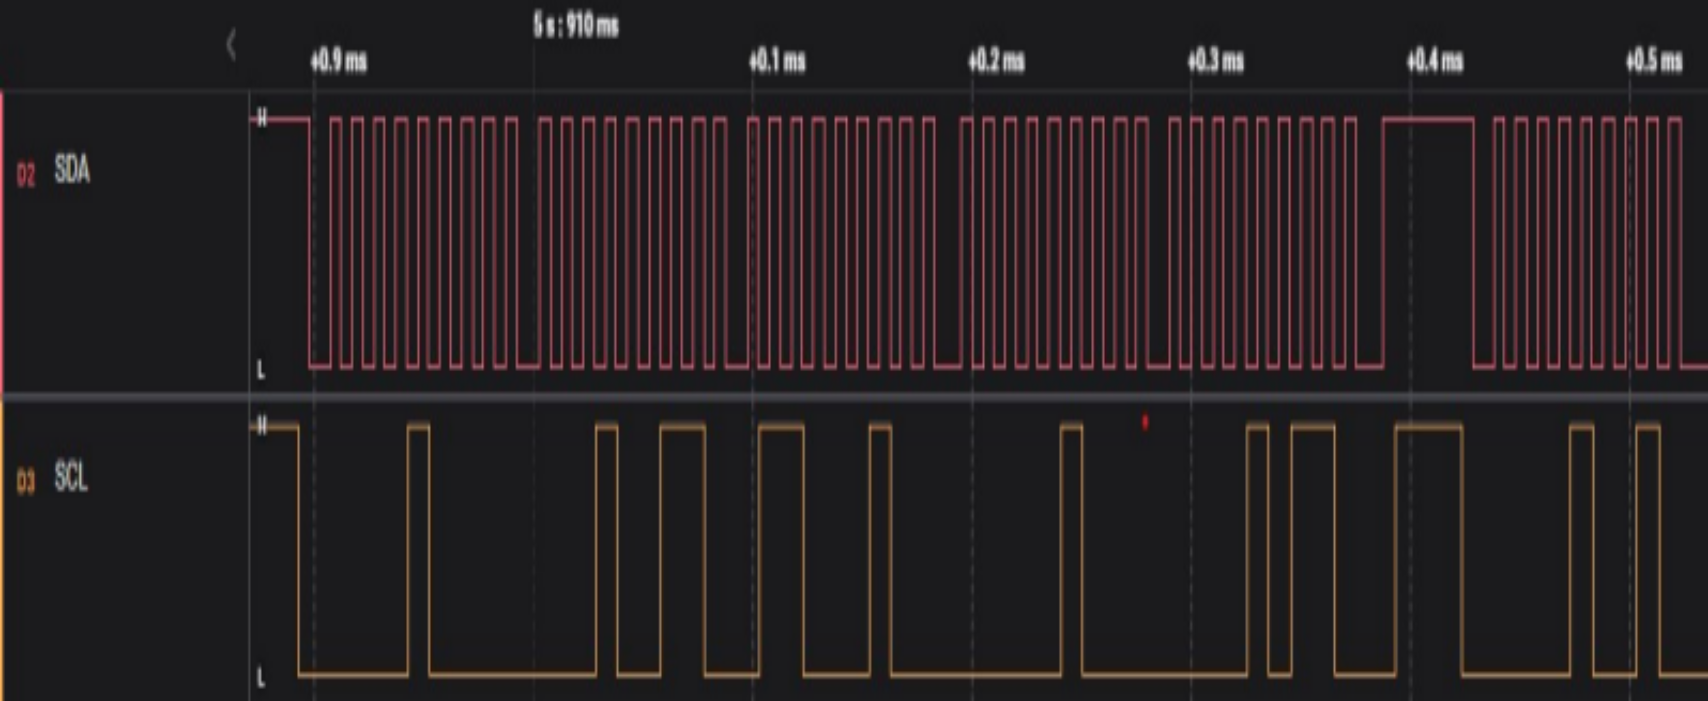 5 s : 910 ms
+0.9 ms +0.1 ms +0.2 ms +0.3 ms +0.4 ms +0.5 ms
H
D2 SDA
L
H
D3 SCL
L